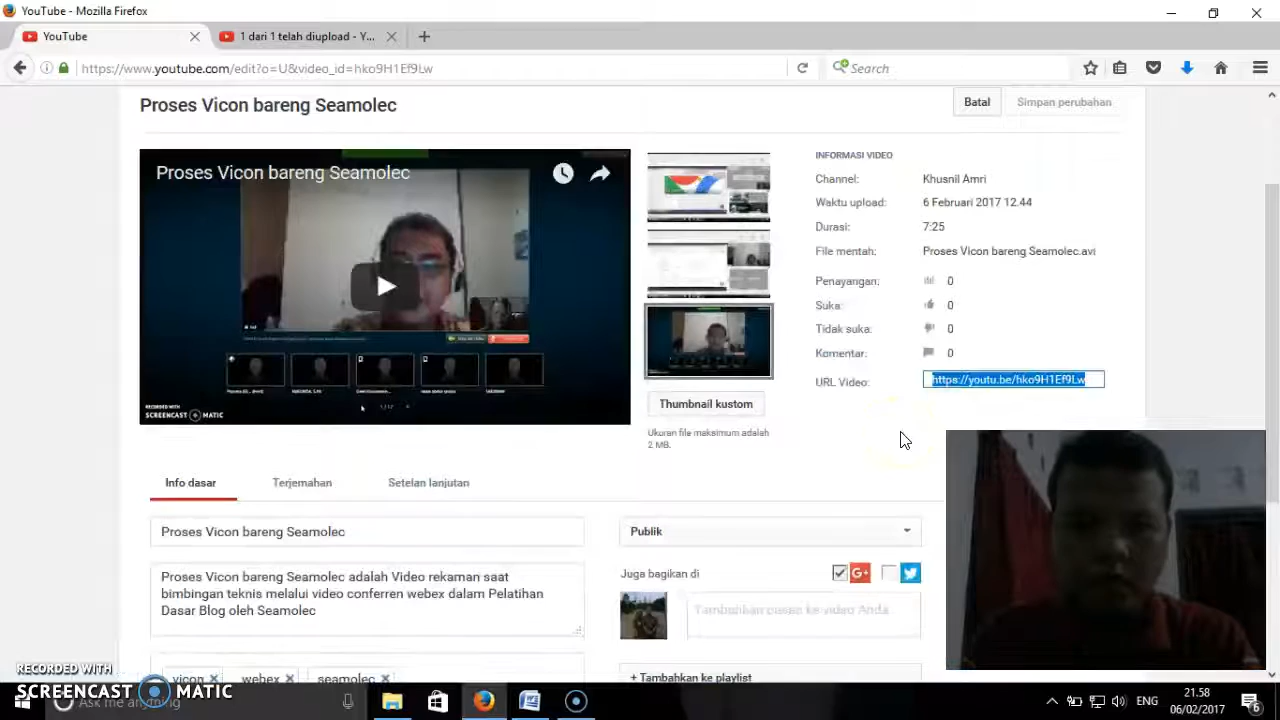 YouTube - Mozilla Firefox
YouTube
1 dari 1 telah diupload - Y...
https://www.youtube.com/edit?o=U&video_id=hko9H1Ef9Lw
Search
Proses Vicon bareng Seamolec
Batal
Simpan perubahan
Proses Vicon bareng Seamolec
RECORDED WITH
SCREENCAST MATIC
Thumbnail kustom
Ukuran file maksimum adalah
2 MB.
INFORMASI VIDEO
Channel: Khusnil Amri
Waktu upload: 6 Februari 2017 12.44
Durasi: 7:25
File mentah: Proses Vicon bareng Seamolec.avi
Penayangan: 0
Suka: 0
Tidak suka: 0
Komentar: 0
URL Video: https://youtu.be/hko9H1Ef9Lw
Info dasar
Terjemahan
Setelan lanjutan
Proses Vicon bareng Seamolec
Proses Vicon bareng Seamolec adalah Video rekaman saat
bimbingan teknis melalui video conferren webex dalam Pelatihan
Dasar Blog oleh Seamolec
vicon
webex
seamolec
Publik
Juga bagikan di
G+
Tambahkan pesan ke video Anda
+ Tambahkan ke playlist
RECORDED WITH
SCREENCAST MATIC
Ask me anything
ENG
21.58
06/02/2017
6